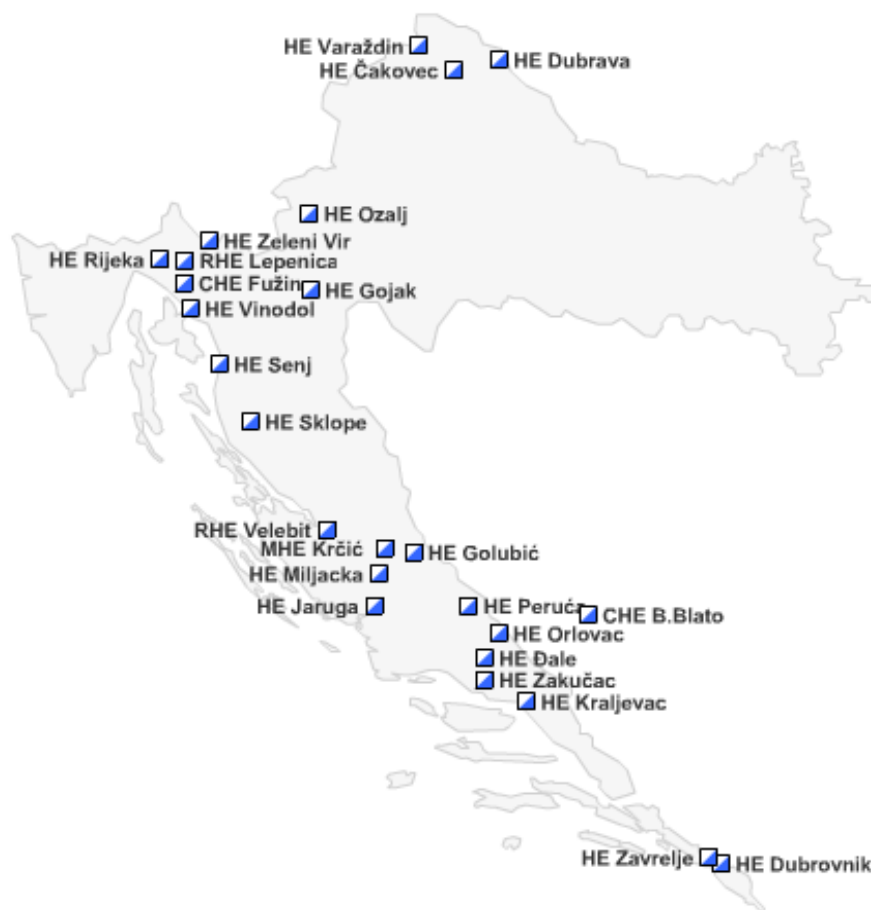 HE Varaždin
HE Dubrava
HE Čakovec
HE Ozalj
HE Zeleni Vir
HE Rijeka
RHE Lepenica
CHE Fužin
HE Gojak
HE Vinodol
HE Senj
HE Sklope
RHE Velebit
MHE Krčić
HE Golubić
HE Miljacka
HE Jaruga
HE Peruća
CHE B.Blato
HE Orlovac
HE Đale
HE Zakučac
HE Kraljevac
HE Zavrelje
HE Dubrovnik